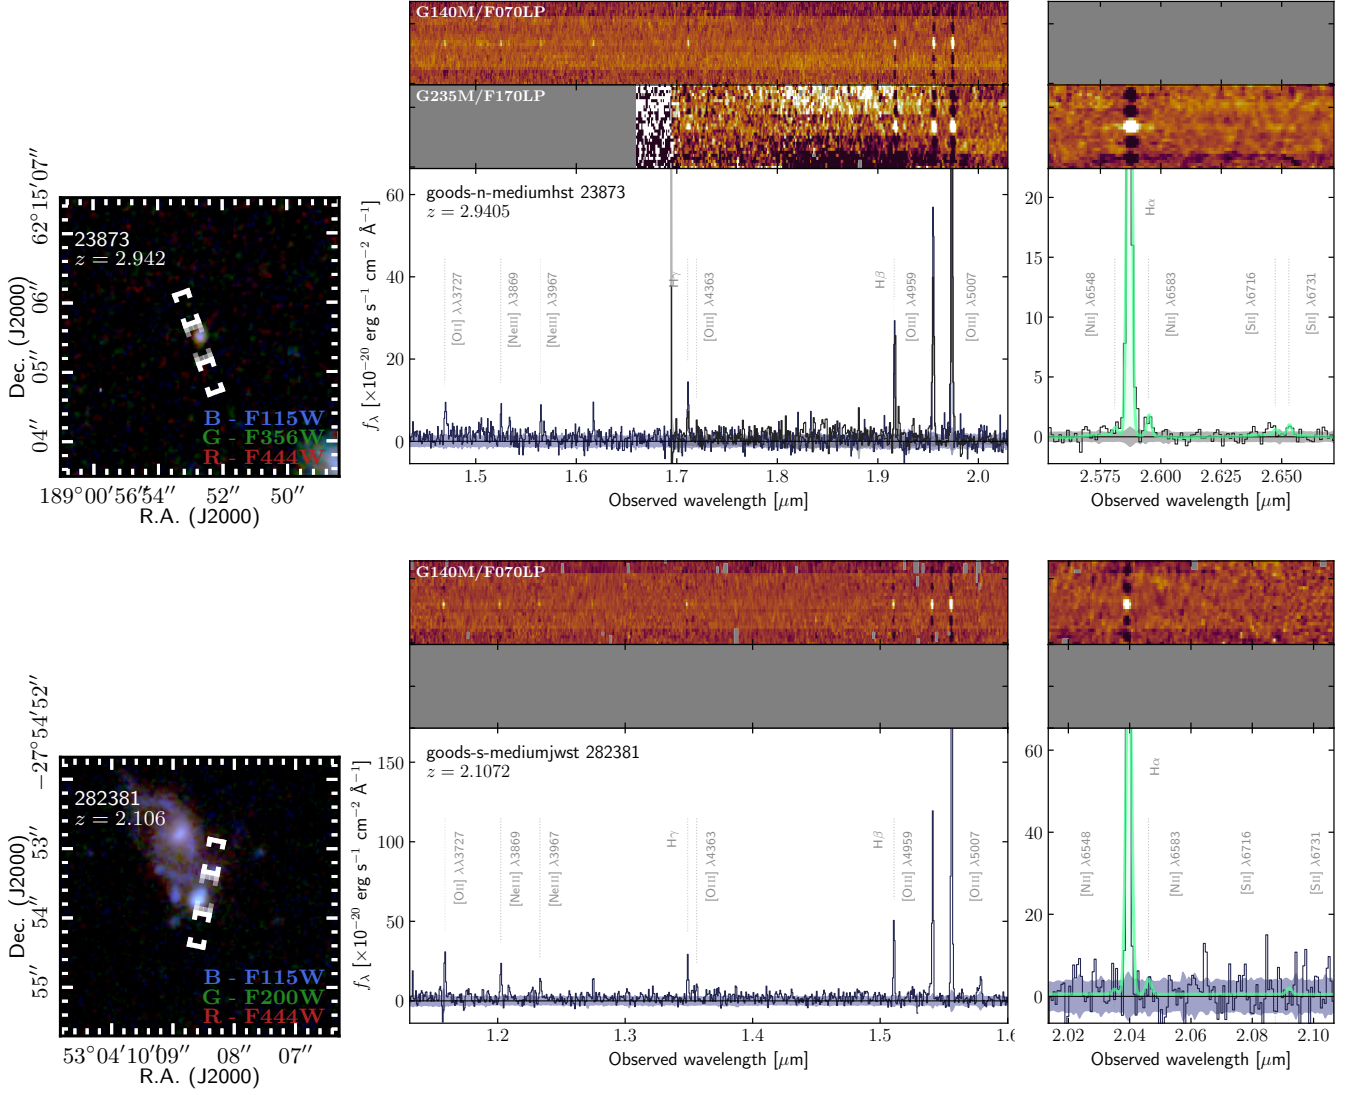 G140M/F070LP
G235M/F170LP
62°15′07″
06″
05″
04″
Dec. (J2000)
23873
z = 2.942
B - F115W
G - F356W
R - F444W
189°00′56″ 54″ 52″ 50″
R.A. (J2000)
60
40
20
0
fλ [×10−20 erg s−1 cm−2 Å−1]
goods-n-mediumhst 23873
z = 2.9405
[OII] λλ3727
[NeIII] λ3869
[NeIII] λ3967
Hγ
[OIII] λ4363
Hβ
[OIII] λ4959
[OIII] λ5007
1.5 1.6 1.7 1.8 1.9 2.0
Observed wavelength [μm]
20
15
10
5
0
[NII] λ6548
Hα
[NII] λ6583
[SII] λ6716
[SII] λ6731
2.575 2.600 2.625 2.650
Observed wavelength [μm]
G140M/F070LP
−27°54′52″
53″
54″
55″
Dec. (J2000)
282381
z = 2.106
B - F115W
G - F200W
R - F444W
53°04′10″ 09″ 08″ 07″
R.A. (J2000)
150
100
50
0
fλ [×10−20 erg s−1 cm−2 Å−1]
goods-s-mediumjwst 282381
z = 2.1072
[OII] λλ3727
[NeIII] λ3869
[NeIII] λ3967
Hγ
[OIII] λ4363
Hβ
[OIII] λ4959
[OIII] λ5007
1.2 1.3 1.4 1.5 1.6
Observed wavelength [μm]
60
40
20
0
[NII] λ6548
Hα
[NII] λ6583
[SII] λ6716
[SII] λ6731
2.02 2.04 2.06 2.08 2.10
Observed wavelength [μm]